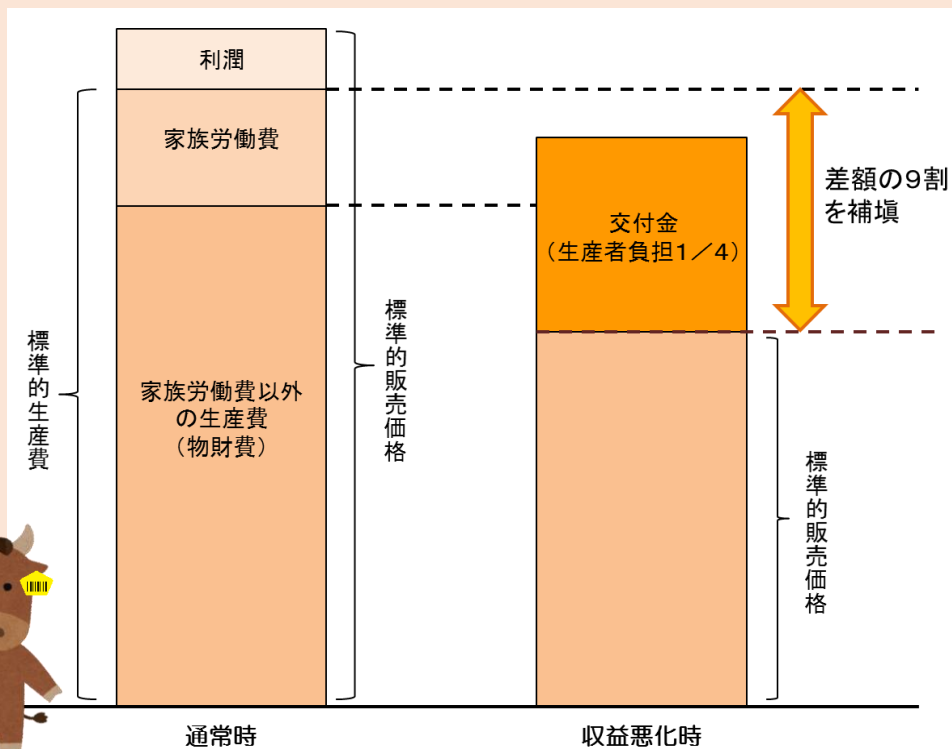 利潤
家族労働費
家族労働費以外
の生産費
（物財費）
標準的生産費
標準的販売価格
交付金
（生産者負担1／4）
差額の9割
を補塡
標準的販売価格
通常時
収益悪化時